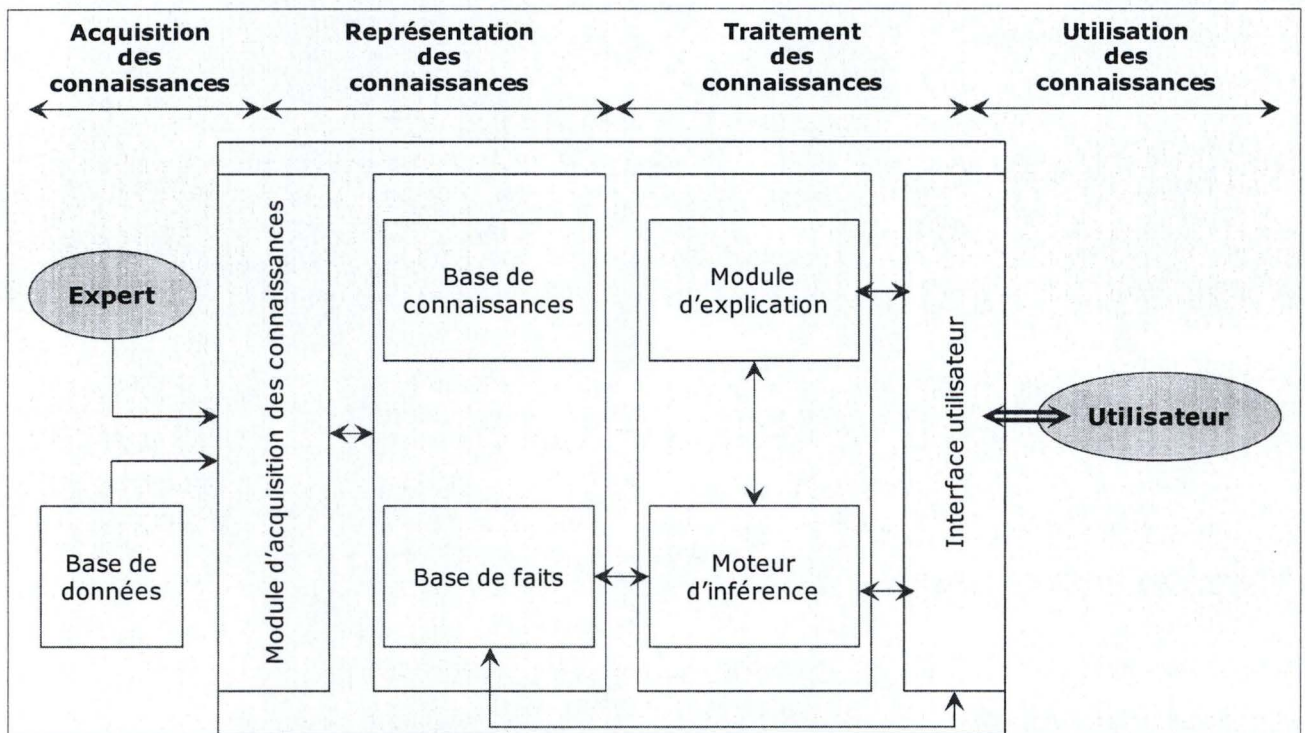 Acquisition
des
connaissances
Représentation
des
connaissances
Traitement
des
connaissances
Utilisation
des
connaissances
Expert
Base de
données
Module d'acquisition des connaissances
Base de
connaissances
Base de faits
Module
d'explication
Moteur
d'inférence
Interface utilisateur
Utilisateur